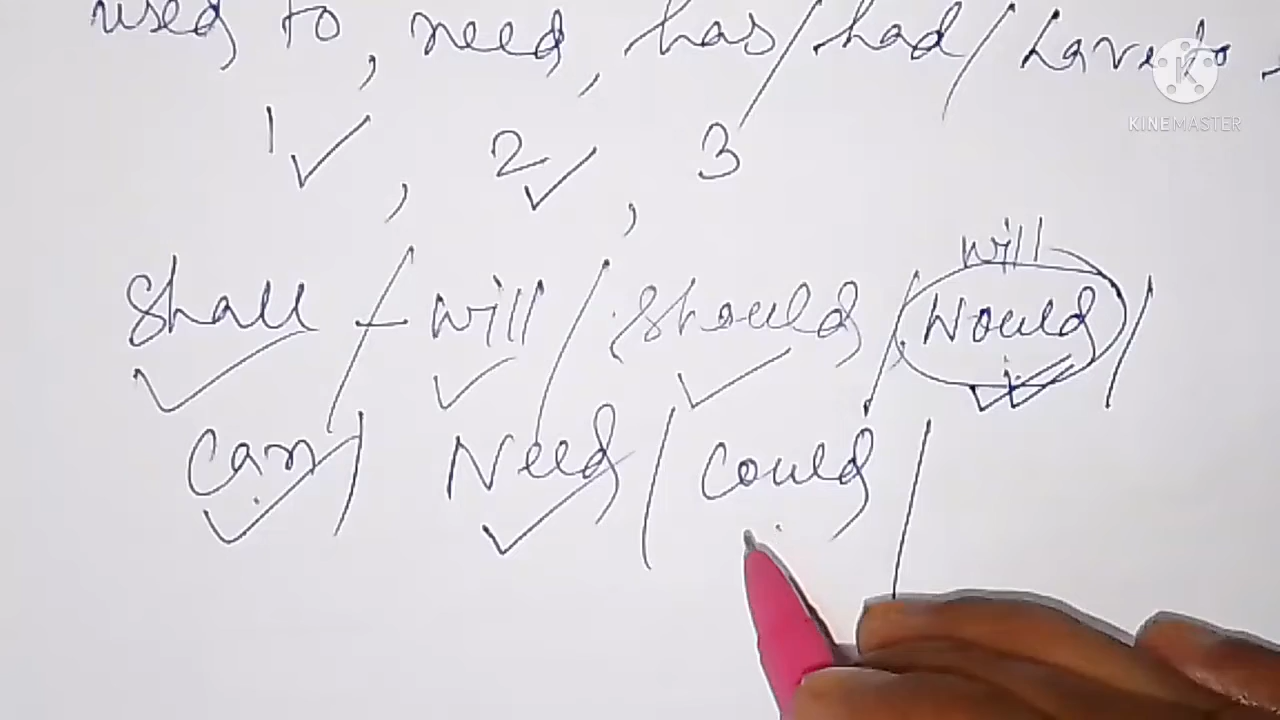 used to, need, has/had/have to
K
KINEMASTER
1, 2, 3
will
Shall / will / should / Would /
Can / Need / Could /